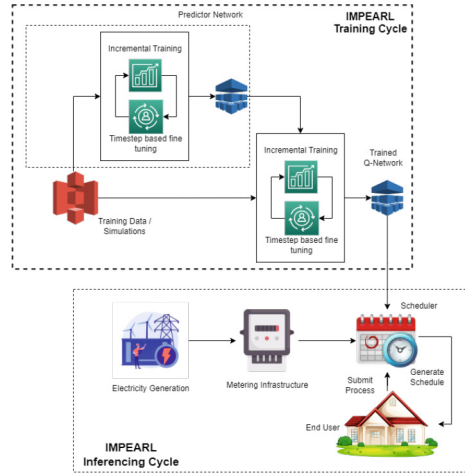 Predictor Network
IMPEARL
Training Cycle
Incremental Training
Timestep based fine
tuning
Incremental Training
Timestep based fine
tuning
Trained
Q-Network
Training Data /
Simulations
Scheduler
Electricity Generation
Metering Infrastructure
Submit
Process
Generate
Schedule
End User
IMPEARL
Inferencing Cycle